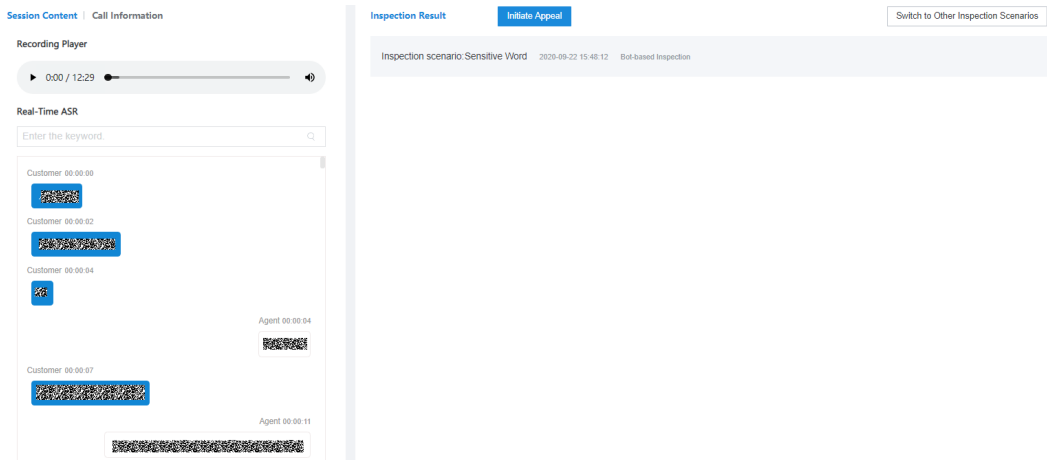 Session Content | Call Information
Recording Player
0:00 / 12:29
Real-Time ASR
Enter the keyword.
Customer 00:00:00
Customer 00:00:02
Customer 00:00:04
Agent 00:00:04
Customer 00:00:07
Agent 00:00:11
Inspection Result
Initiate Appeal
Switch to Other Inspection Scenarios
Inspection scenario:Sensitive Word 2020-09-22 15:48:12 Bot-based Inspection